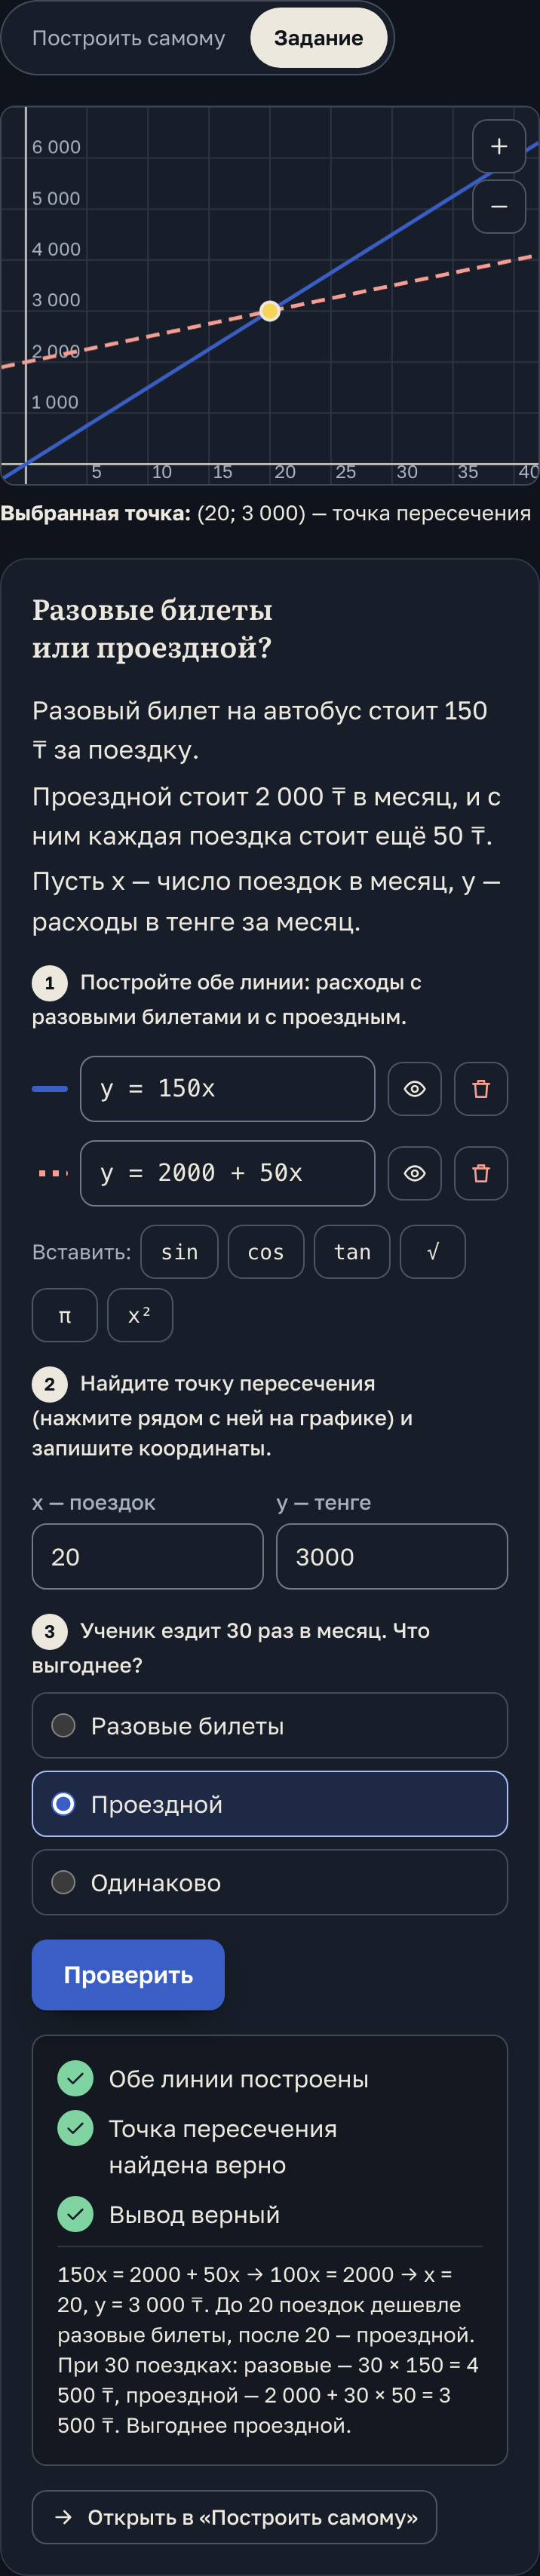 Построить самому Задание
+
6 000
5 000
−
4 000
3 000
2 000
1 000
5 10 15 20 25 30 35 40
Выбранная точка: (20; 3 000) — точка пересечения
Разовые билеты
или проездной?
Разовый билет на автобус стоит 150
₸ за поездку.
Проездной стоит 2 000 ₸ в месяц, и с
ним каждая поездка стоит ещё 50 ₸.
Пусть x — число поездок в месяц, y —
расходы в тенге за месяц.
1 Постройте обе линии: расходы с
разовыми билетами и с проездным.
y = 150x
y = 2000 + 50x
Вставить: sin cos tan √
π x²
2 Найдите точку пересечения
(нажмите рядом с ней на графике) и
запишите координаты.
x — поездок y — тенге
20 3000
3 Ученик ездит 30 раз в месяц. Что
выгоднее?
Разовые билеты
Проездной
Одинаково
Проверить
Обе линии построены
Точка пересечения
найдена верно
Вывод верный
150x = 2000 + 50x → 100x = 2000 → x =
20, y = 3 000 ₸. До 20 поездок дешевле
разовые билеты, после 20 — проездной.
При 30 поездках: разовые — 30 × 150 = 4
500 ₸, проездной — 2 000 + 30 × 50 = 3
500 ₸. Выгоднее проездной.
→ Открыть в «Построить самому»